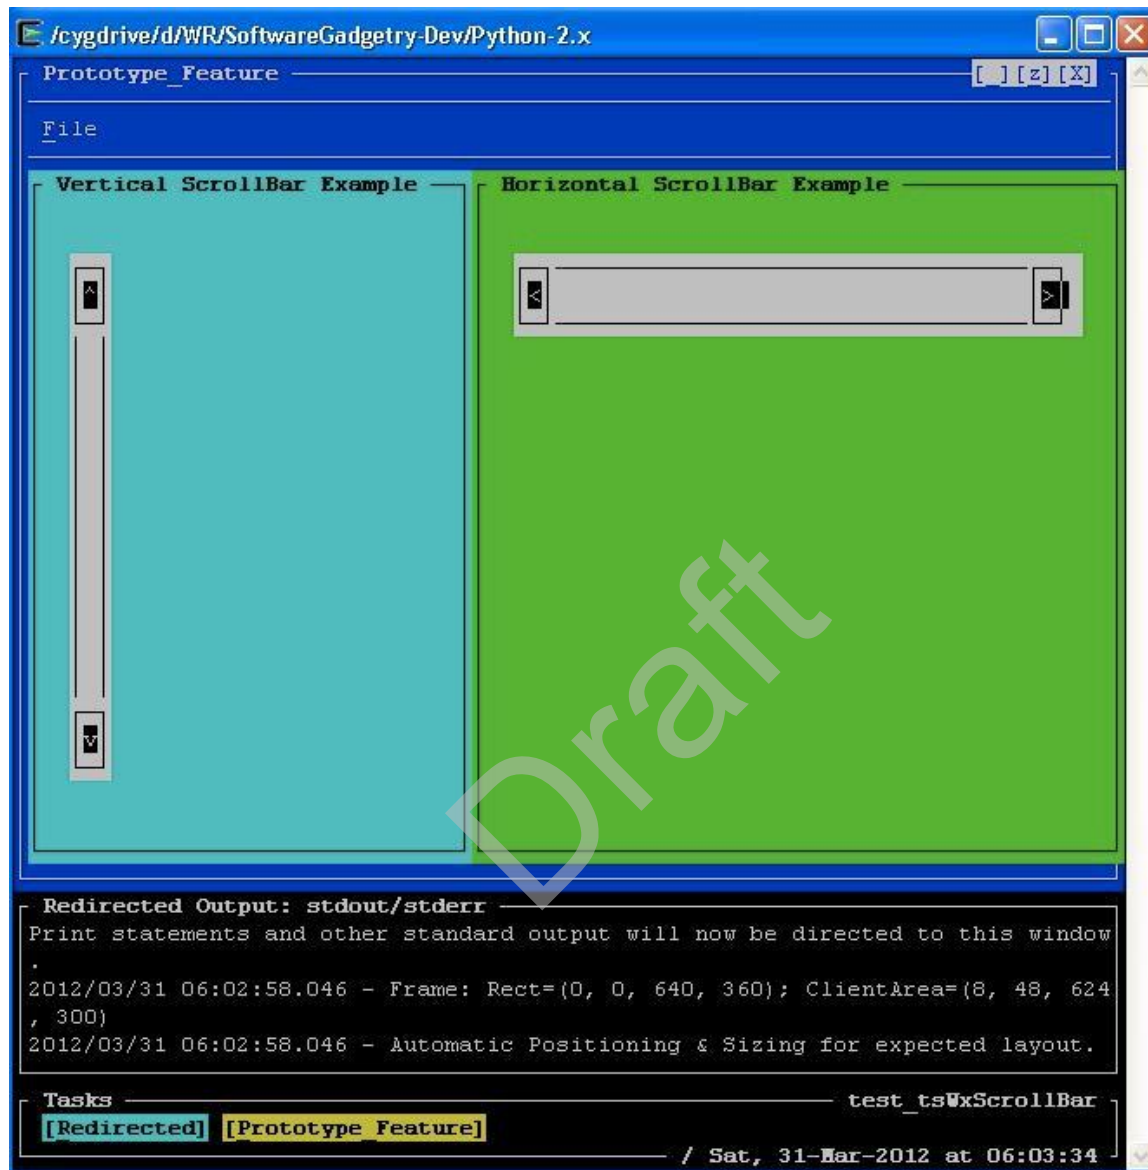 /cygdrive/d/WR/SoftwareGadgetry-Dev/Python-2.x
Prototype_Feature [_][z][X]
File
Vertical ScrollBar Example
Horizontal ScrollBar Example
^
< >
v
Draft
Redirected Output: stdout/stderr
Print statements and other standard output will now be directed to this window
.
2012/03/31 06:02:58.046 - Frame: Rect=(0, 0, 640, 360); ClientArea=(8, 48, 624
, 300)
2012/03/31 06:02:58.046 - Automatic Positioning & Sizing for expected layout.
Tasks test_tsWxScrollBar
[Redirected] [Prototype_Feature]
/ Sat, 31-Mar-2012 at 06:03:34